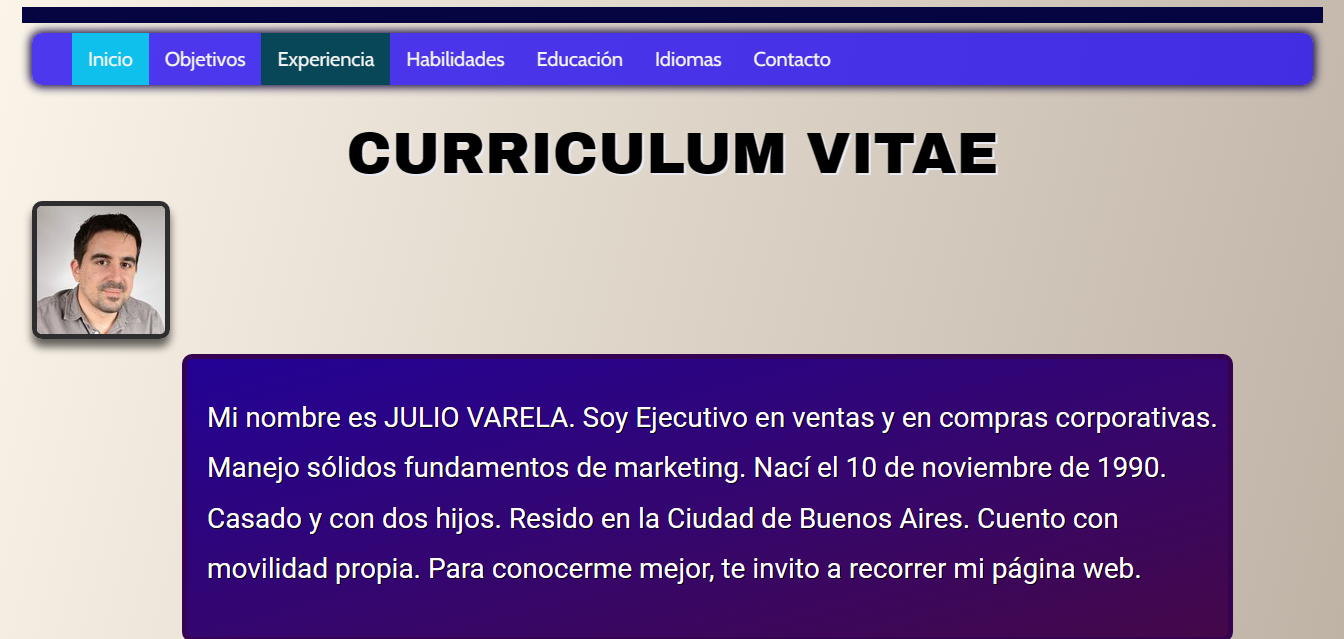 Inicio Objetivos Experiencia Habilidades Educación Idiomas Contacto
CURRICULUM VITAE
Mi nombre es JULIO VARELA. Soy Ejecutivo en ventas y en compras corporativas.
Manejo sólidos fundamentos de marketing. Nací el 10 de noviembre de 1990.
Casado y con dos hijos. Resido en la Ciudad de Buenos Aires. Cuento con
movilidad propia. Para conocerme mejor, te invito a recorrer mi página web.